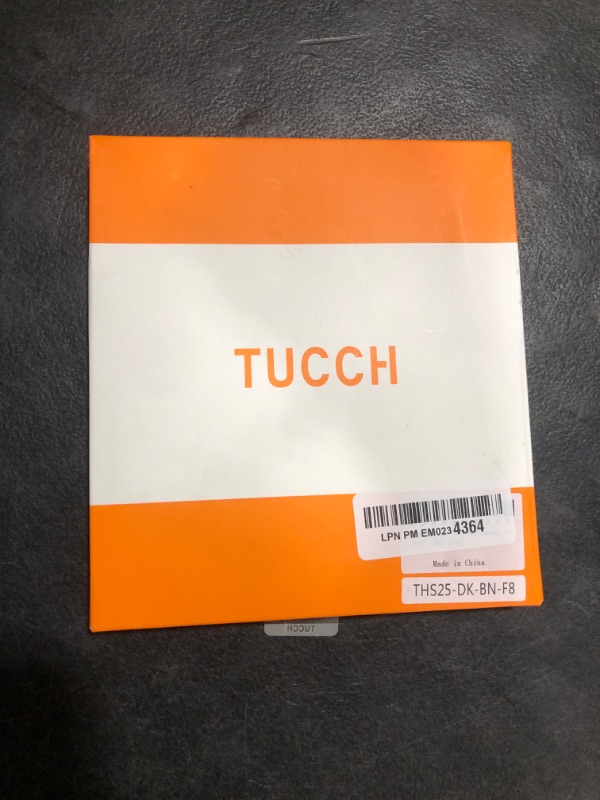 TUCCH
LPN PM EM023 4364
Made in China
THS25-DK-BN-F8
TUCCH